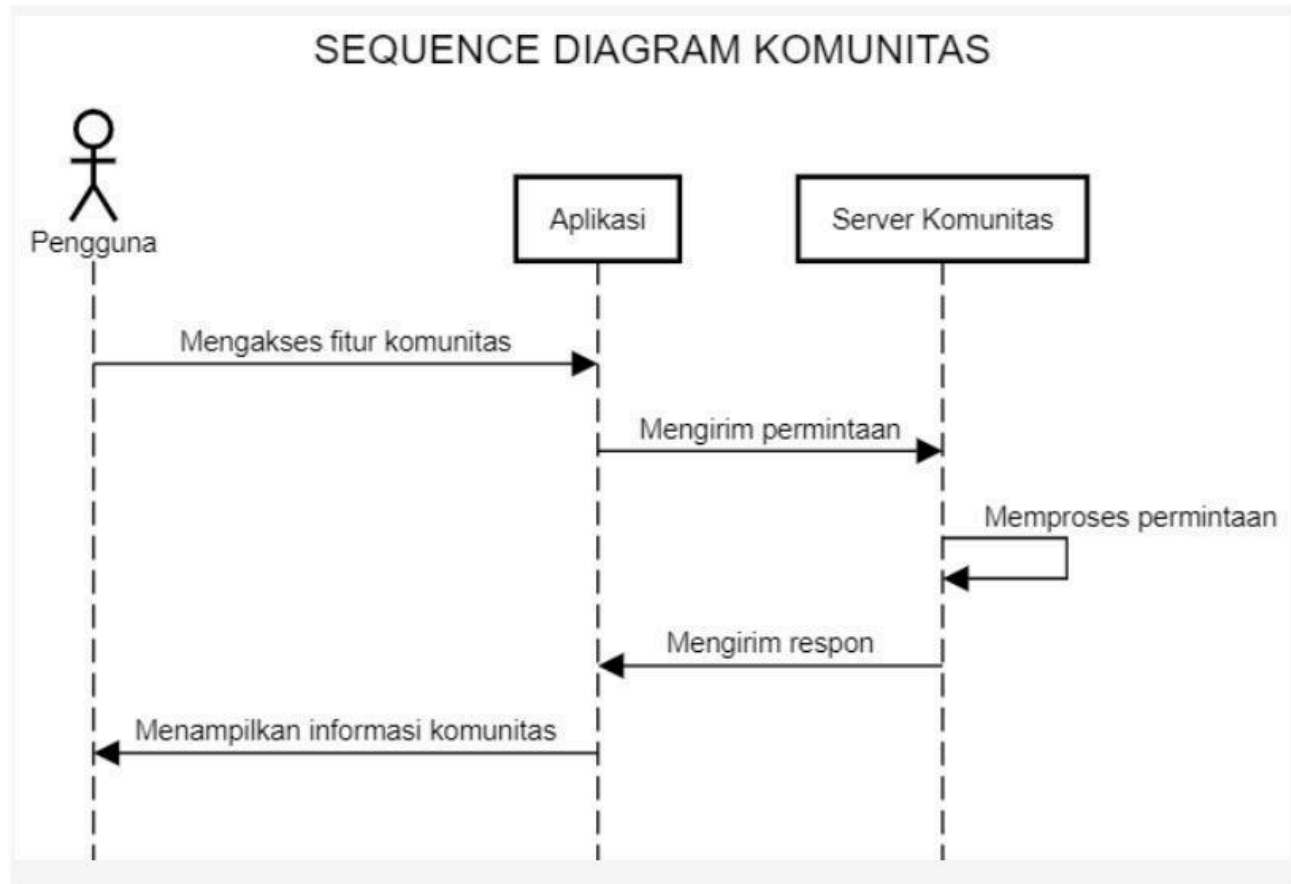 SEQUENCE DIAGRAM KOMUNITAS
Pengguna
Aplikasi
Server Komunitas
Mengakses fitur komunitas
Mengirim permintaan
Memproses permintaan
Mengirim respon
Menampilkan informasi komunitas